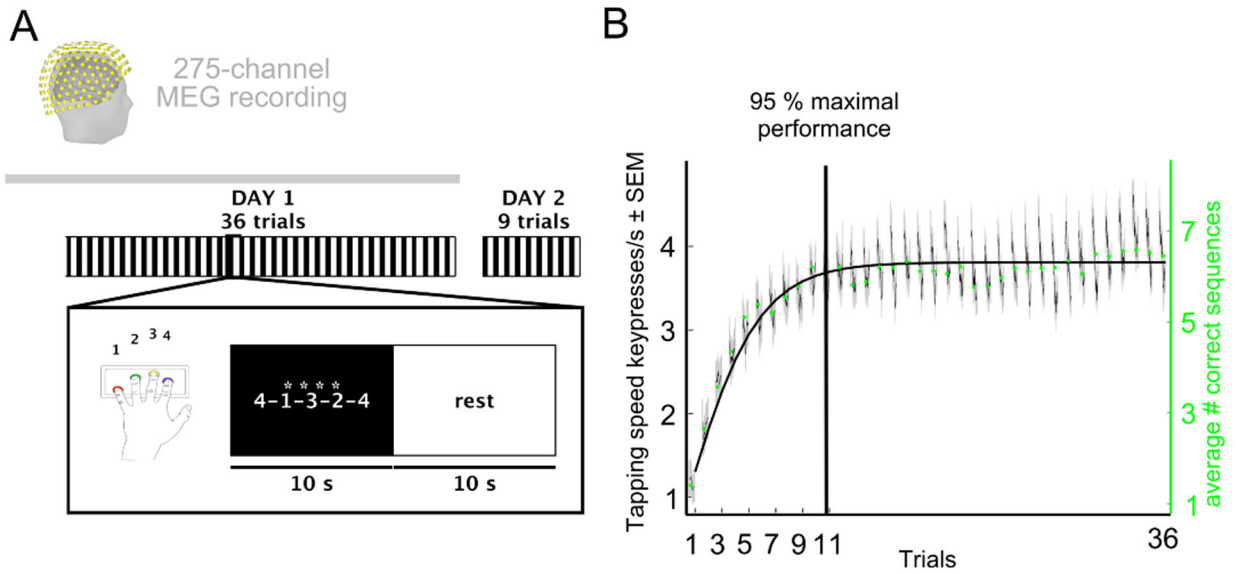 A
275-channel
MEG recording
DAY 1
36 trials
DAY 2
9 trials
1 2 3 4
* * * *
4-1-3-2-4
rest
10 s
10 s
B
95 % maximal
performance
Tapping speed keypresses/s ± SEM
4
3
2
1
1 3 5 7 9 11
36
Trials
7
5
3
1
average # correct sequences